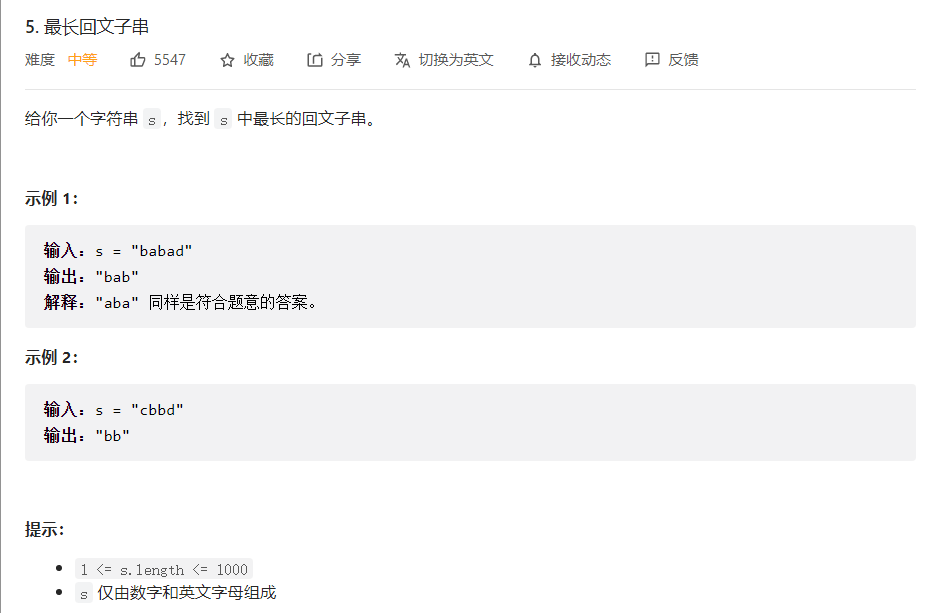 5. 最长回文子串
难度 中等 5547 收藏 分享 切换为英文 接收动态 反馈
给你一个字符串 s，找到 s 中最长的回文子串。
示例 1：
输入：s = "babad"
输出："bab"
解释："aba" 同样是符合题意的答案。
示例 2：
输入：s = "cbbd"
输出："bb"
提示：
1 <= s.length <= 1000
s 仅由数字和英文字母组成